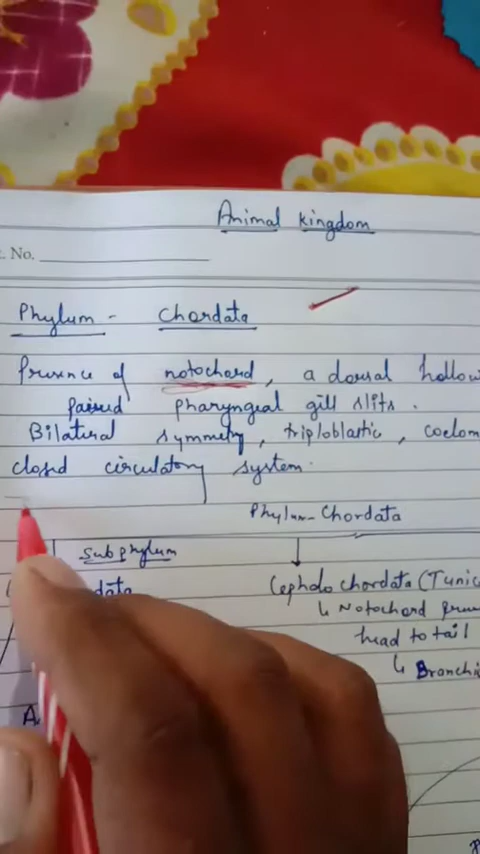 Animal kingdom
. No.
Phylum - Chordata
Presence of notochord, a dorsal hollow
paired pharyngeal gill slits.
Bilateral symmetry, triploblastic, coelom
closed circulatory system.
Phylum-Chordata
Subphylum
data
Cephalochordata (Tunic
↳ Notochord
head to tail
↳ Branchi
A